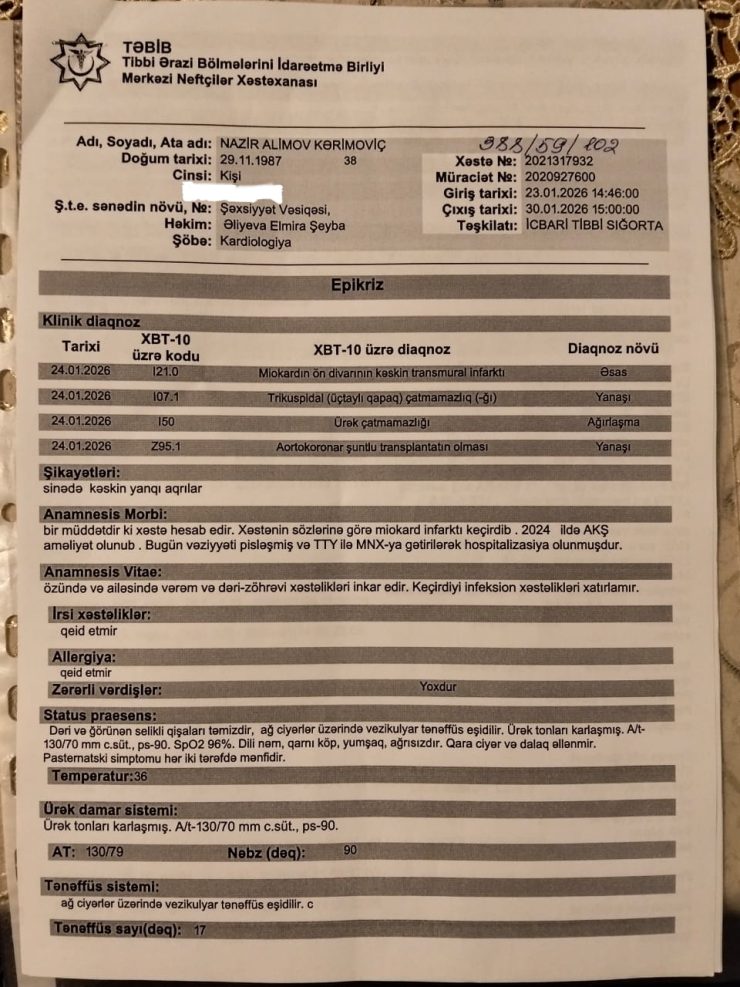 TƏBİB
Tibbi Ərazi Bölmələrini İdarəetmə Birliyi
Mərkəzi Neftçilər Xəstəxanası
Adı, Soyadı, Ata adı: NAZİR ALIMOV KƏRIMOVİÇ
988/59/102
Doğum tarixi: 29.11.1987 38
Xəstə №: 2021317932
Cinsi: Kişi
Müraciət №: 2020927600
Giriş tarixi: 23.01.2026 14:46:00
Ş.t.e. sənədin növü, №: Şəxsiyyət Vəsiqəsi,
Çıxış tarixi: 30.01.2026 15:00:00
Həkim: Əliyeva Elmira Şeyba
Təşkilatı: İCBARİ TİBBİ SIĞORTA
Şöbə: Kardiologiya
Epikriz
Klinik diaqnoz
Tarixi XBT-10 üzrə kodu XBT-10 üzrə diaqnoz Diaqnoz növü
24.01.2026 I21.0 Miokardın ön divarının kəskin transmural infarktı Əsas
24.01.2026 I07.1 Trikuspidal (üçtaylı qapaq) çatmamazlıq (-ğı) Yanaşı
24.01.2026 I50 Ürək çatmamazlığı Ağırlaşma
24.01.2026 Z95.1 Aortokoronar şuntlu transplantatın olması Yanaşı
Şikayətləri:
sinədə kəskin yanqı aqrılar
Anamnesis Morbi:
bir müddətdir ki xəstə hesab edir. Xəstənin sözlərinə görə miokard infarktı keçirdib . 2024 ildə AKŞ
aməliyat olunub . Bugün vəziyyəti pisləşmiş və TTY ilə MNX-ya gətirilərək hospitalizasiya olunmuşdur.
Anamnesis Vitae:
özündə və ailəsində vərəm və dəri-zöhrəvi xəstəlikləri inkar edir. Keçirdiyi infeksion xəstəlikləri xatırlamır.
İrsi xəstəliklər:
qeid etmir
Allergiya:
qeid etmir
Zərərli vərdişlər: Yoxdur
Status praesens:
Dəri və görünən selikli qişaları təmizdir, ağ ciyərlər üzərində vezikulyar tənəffüs eşidilir. Ürək tonları karlaşmış. A/t-
130/70 mm c.süt., ps-90. SpO2 96%. Dili nəm, qarnı köp, yumşaq, ağrısızdır. Qara ciyər və dalaq əllənmir.
Pasternatski simptomu hər iki tərəfdə mənfidir.
Temperatur:36
Ürək damar sistemi:
Ürək tonları karlaşmış. A/t-130/70 mm c.süt., ps-90.
AT: 130/79 Nəbz (dəq): 90
Tənəffüs sistemi:
ağ ciyərlər üzərində vezikulyar tənəffüs eşidilir. c
Tənəffüs sayı(dəq): 17